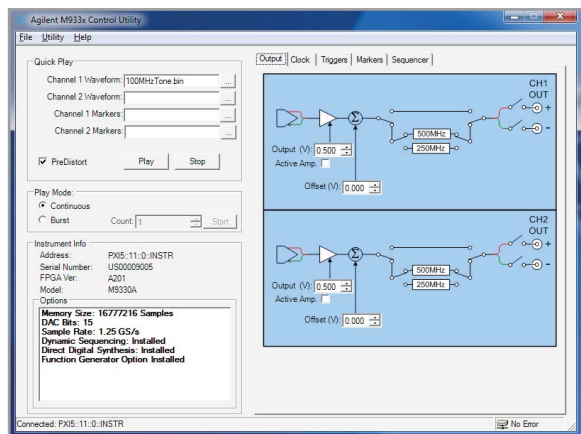 Agilent M933x Control Utility
File Utility Help
Quick Play
Channel 1 Waveform: 100MHzTone.bin ...
Channel 2 Waveform: ...
Channel 1 Markers: ...
Channel 2 Markers: ...
PreDistort Play Stop
Play Mode:
Continuous
Burst Count: 1 Start
Instrument Info
Address: PXI5::11::0::INSTR
Serial Number: US00009005
FPGA Ver: A201
Model: M9330A
Options
Memory Size: 16777216 Samples
DAC Bits: 15
Sample Rate: 1.25 GS/s
Dynamic Sequencing: Installed
Direct Digital Synthesis: Installed
Function Generator Option Installed
Output Clock Triggers Markers Sequencer
CH1
OUT
+
Σ
500MHz
-
250MHz
Output (V): 0.500
Active Amp.
Offset (V): 0.000
CH2
OUT
+
Σ
500MHz
-
250MHz
Output (V): 0.500
Active Amp.
Offset (V): 0.000
Connected: PXI5::11::0::INSTR No Error